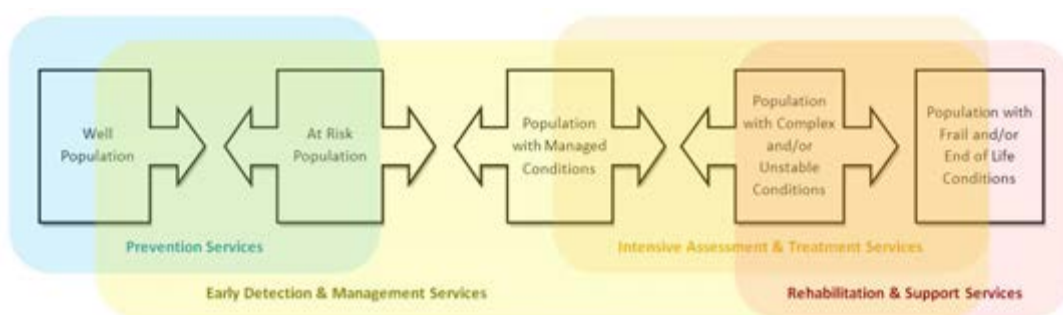 Well
Population
At Risk
Population
Population
with Managed
Conditions
Population
with Complex
and/or
Unstable
Conditions
Population with
Frail and/or
End of Life
Conditions
Prevention Services
Intensive Assessment & Treatment Services
Early Detection & Management Services
Rehabilitation & Support Services